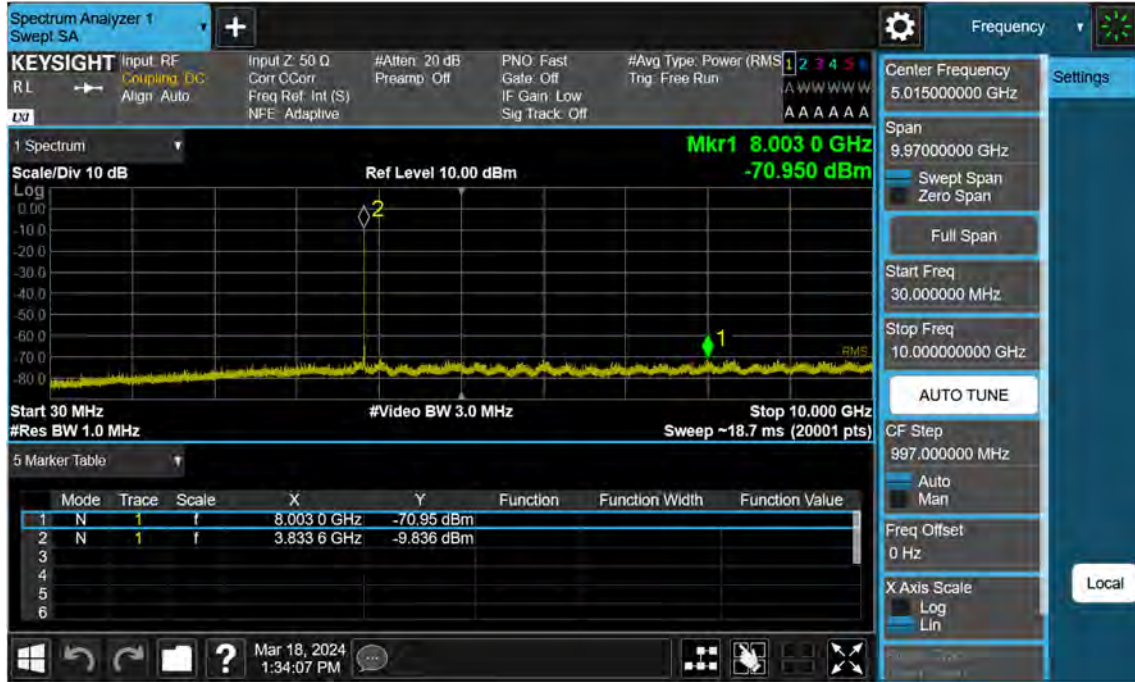 Spectrum Analyzer 1
Swept SA
Frequency
KEYSIGHT
RL
LXI
Input: RF
Coupling: DC
Align: Auto
Input Z: 50 Ω
Corr CCorr
Freq Ref: Int (S)
NFE: Adaptive
#Atten: 20 dB
Preamp: Off
PNO: Fast
Gate: Off
IF Gain: Low
Sig Track: Off
#Avg Type: Power (RMS
Trig: Free Run
1 2 3 4 5 6
A W W W W W
A A A A A A
1 Spectrum
Scale/Div 10 dB
Ref Level 10.00 dBm
Mkr1 8.003 0 GHz
-70.950 dBm
Log
0.00
-10.0
-20.0
-30.0
-40.0
-50.0
-60.0
-70.0
-80.0
2
1
RMS
Start 30 MHz
#Video BW 3.0 MHz
Stop 10.000 GHz
#Res BW 1.0 MHz
Sweep ~18.7 ms (20001 pts)
5 Marker Table
Mode Trace Scale X Y Function Function Width Function Value
1 N 1 f 8.003 0 GHz -70.95 dBm
2 N 1 f 3.833 6 GHz -9.836 dBm
3
4
5
6
Mar 18, 2024
1:34:07 PM
?
Center Frequency
5.015000000 GHz
Settings
Span
9.97000000 GHz
Swept Span
Zero Span
Full Span
Start Freq
30.000000 MHz
Stop Freq
10.000000000 GHz
AUTO TUNE
CF Step
997.000000 MHz
Auto
Man
Freq Offset
0 Hz
X Axis Scale
Log
Lin
Local